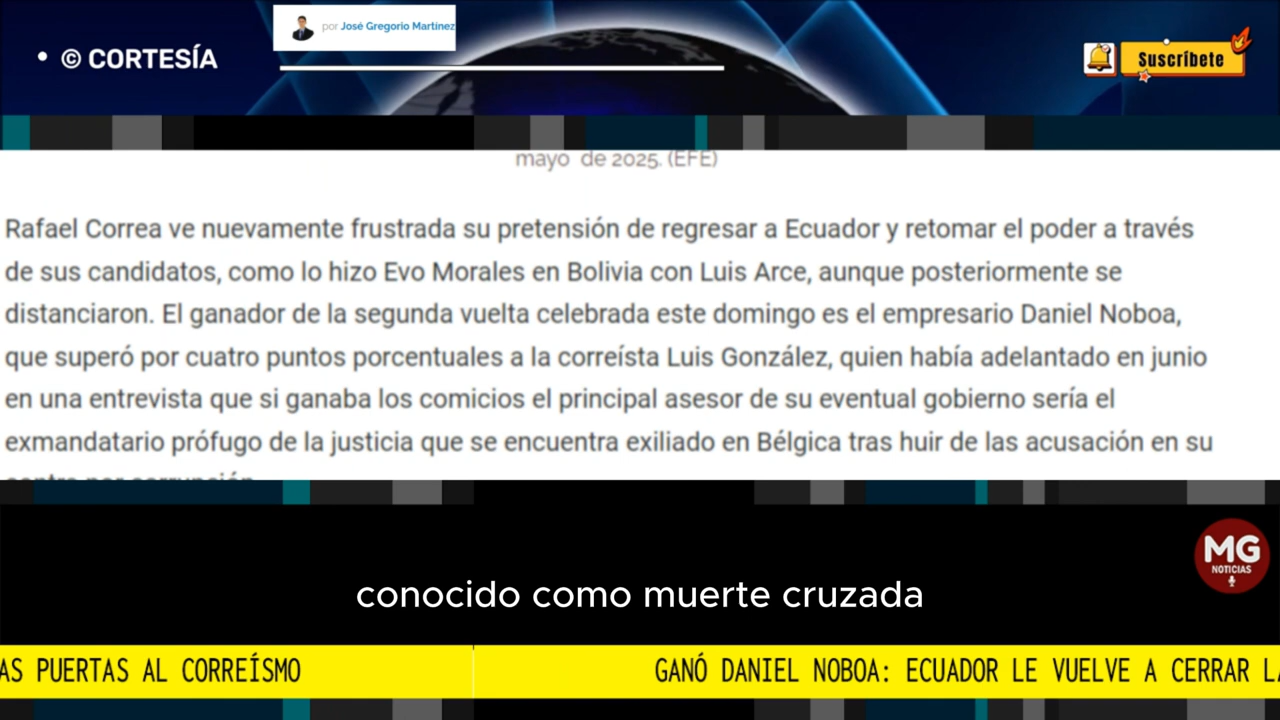 por José Gregorio Martínez
• © CORTESÍA
Suscríbete
mayo de 2025. (EFE)
Rafael Correa ve nuevamente frustrada su pretensión de regresar a Ecuador y retomar el poder a través
de sus candidatos, como lo hizo Evo Morales en Bolivia con Luis Arce, aunque posteriormente se
distanciaron. El ganador de la segunda vuelta celebrada este domingo es el empresario Daniel Noboa,
que superó por cuatro puntos porcentuales a la correísta Luis González, quien había adelantado en junio
en una entrevista que si ganaba los comicios el principal asesor de su eventual gobierno sería el
exmandatario prófugo de la justicia que se encuentra exiliado en Bélgica tras huir de las acusación en su
MG
NOTICIAS
conocido como muerte cruzada
AS PUERTAS AL CORREÍSMO
GANÓ DANIEL NOBOA: ECUADOR LE VUELVE A CERRAR LA